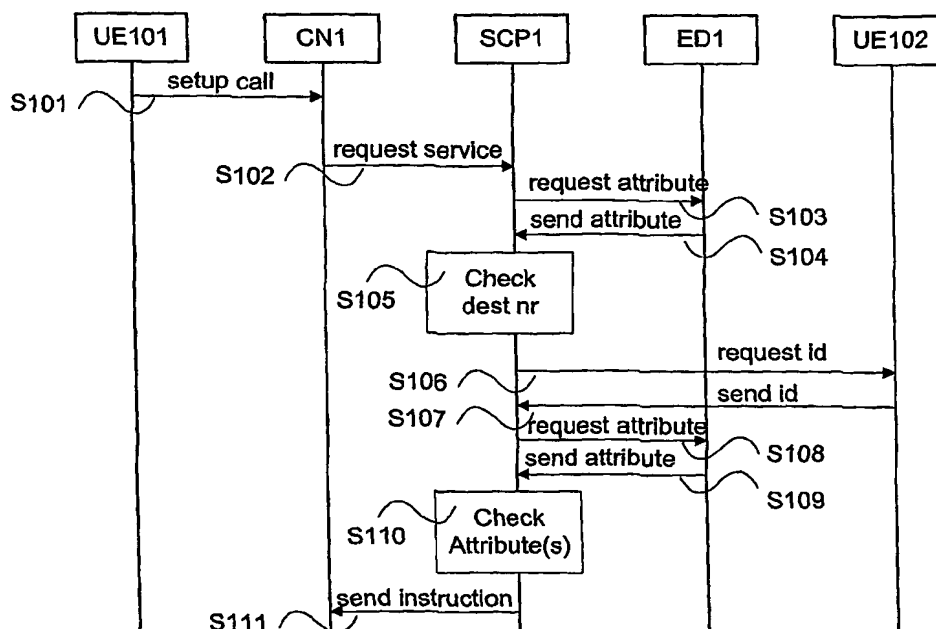 UE101 CN1 SCP1 ED1 UE102
setup call
S101
request service
S102
request attribute
S103
send attribute
S104
Check
dest nr
S105
request id
S106
send id
S107
request attribute
S108
send attribute
S109
Check
Attribute(s)
S110
send instruction
S111